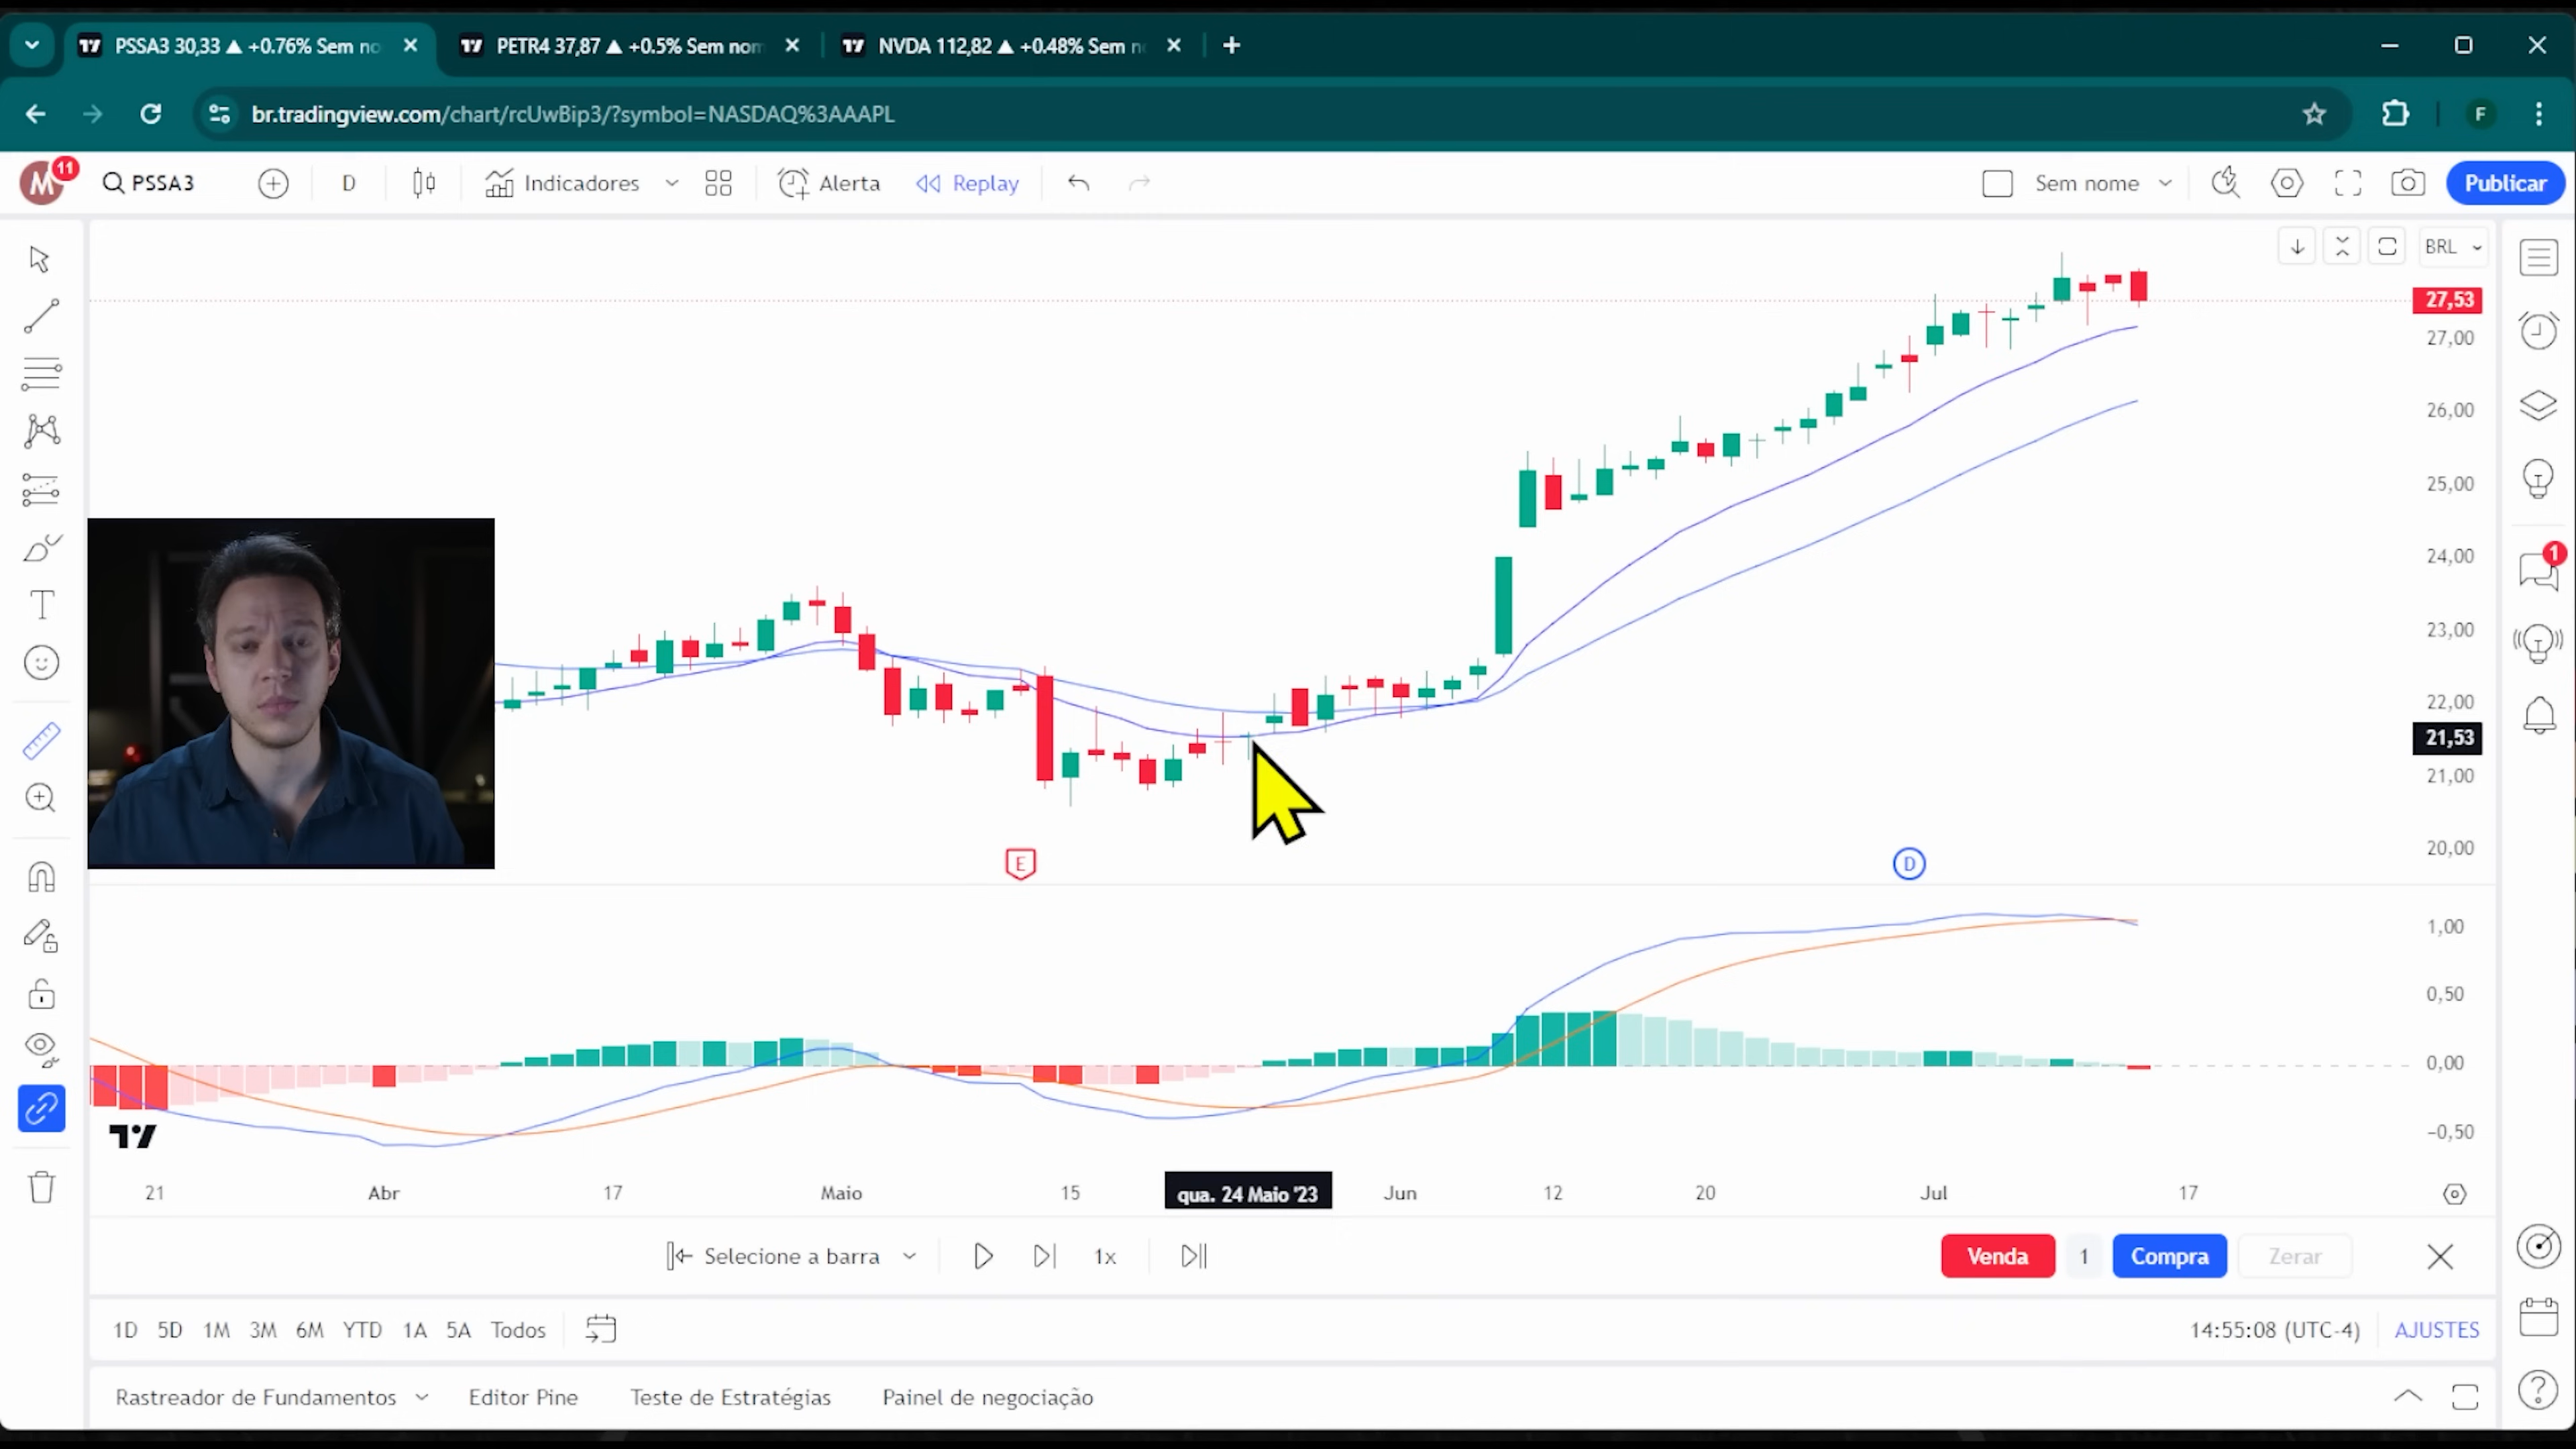 PSSA3 30,33 ▲ +0.76% Sem no
PETR4 37,87 ▲ +0.5% Sem nom
NVDA 112,82 ▲ +0.48% Sem n
br.tradingview.com/chart/rcUwBip3/?symbol=NASDAQ%3AAAPL
F
M
11
PSSA3
D
Indicadores
Alerta
Replay
Sem nome
Publicar
BRL
27,53
27,00
26,00
25,00
24,00
23,00
22,00
21,53
21,00
20,00
E
D
1
1,00
0,50
0,00
−0,50
21
Abr
17
Maio
15
qua. 24 Maio '23
Jun
12
20
Jul
17
Selecione a barra
1x
Venda
1
Compra
Zerar
1D 5D 1M 3M 6M YTD 1A 5A Todos
14:55:08 (UTC-4)
AJUSTES
Rastreador de Fundamentos
Editor Pine
Teste de Estratégias
Painel de negociação